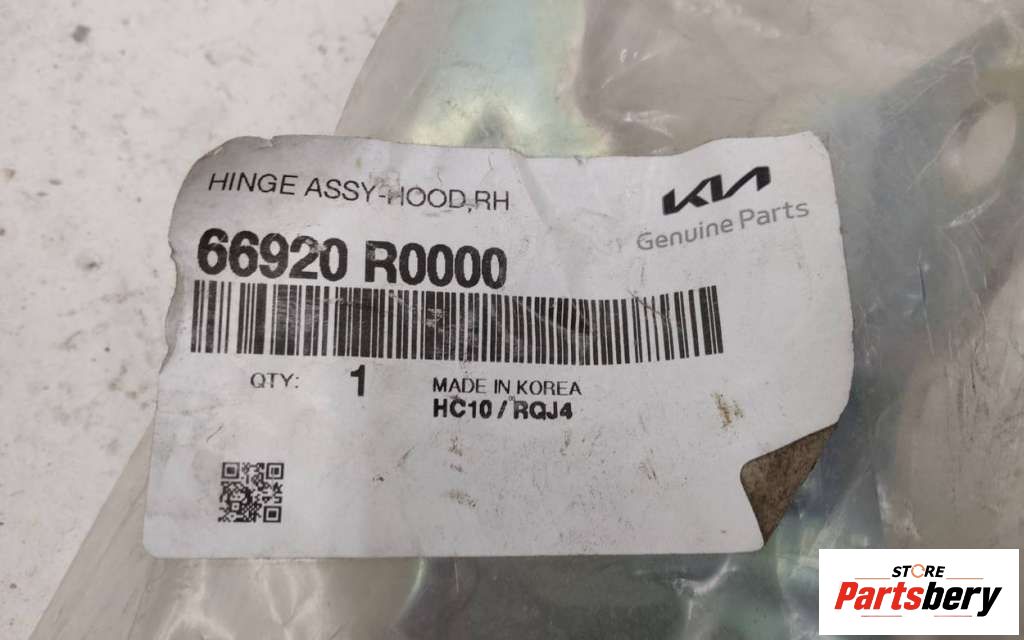 HINGE ASSY-HOOD,RH
KIA
Genuine Parts
66920 R0000
QTY: 1
MADE IN KOREA
HC10 / RQJ4
STORE
Partsbery